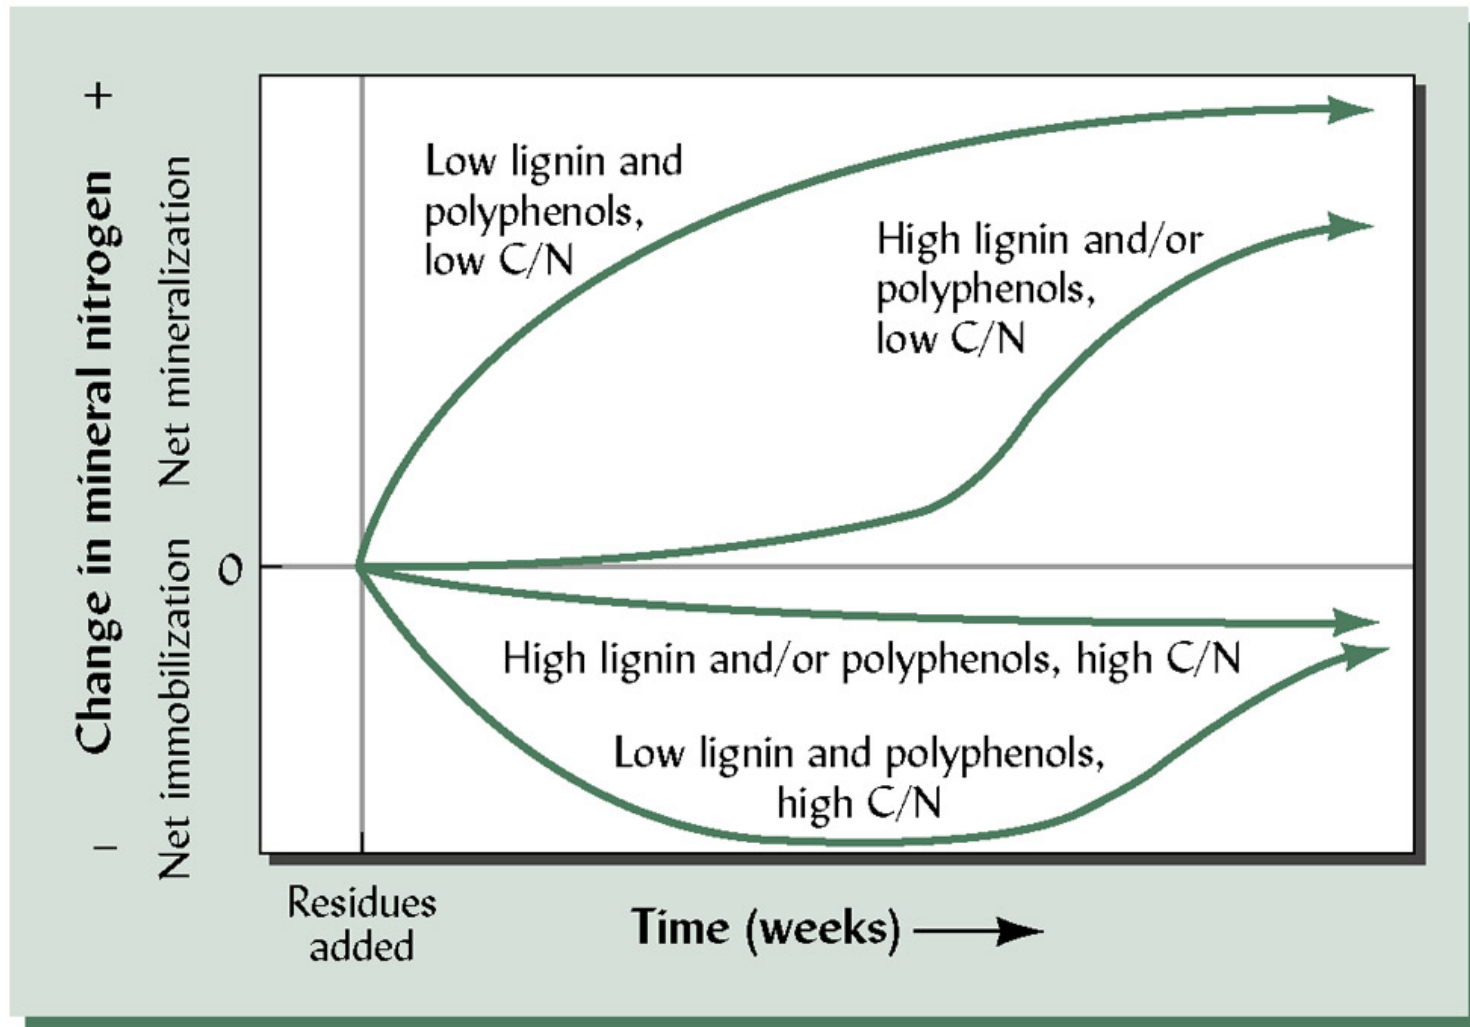 +
Change in mineral nitrogen
–
Net mineralization
Net immobilization
0
Low lignin and
polyphenols,
low C/N
High lignin and/or
polyphenols,
low C/N
High lignin and/or polyphenols, high C/N
Low lignin and polyphenols,
high C/N
Residues
added
Time (weeks)